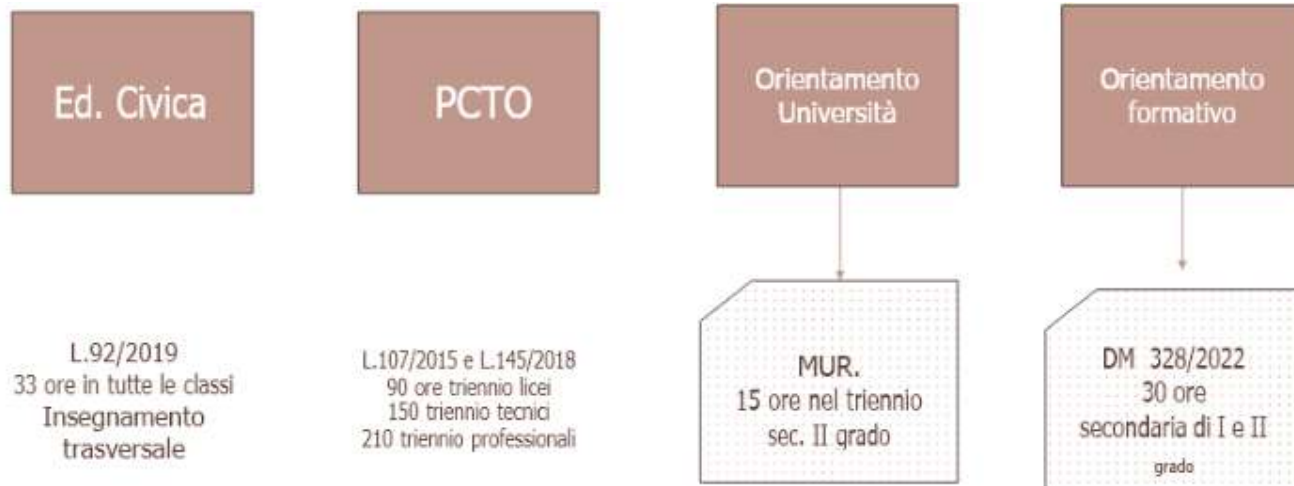 Ed. Civica
PCTO
Orientamento
Università
Orientamento
formativo
L.92/2019
33 ore in tutte le classi
Insegnamento
trasversale
L.107/2015 e L.145/2018
90 ore triennio licei
150 triennio tecnici
210 triennio professionali
MUR.
15 ore nel triennio
sec. II grado
DM 328/2022
30 ore
secondaria di I e II
grado